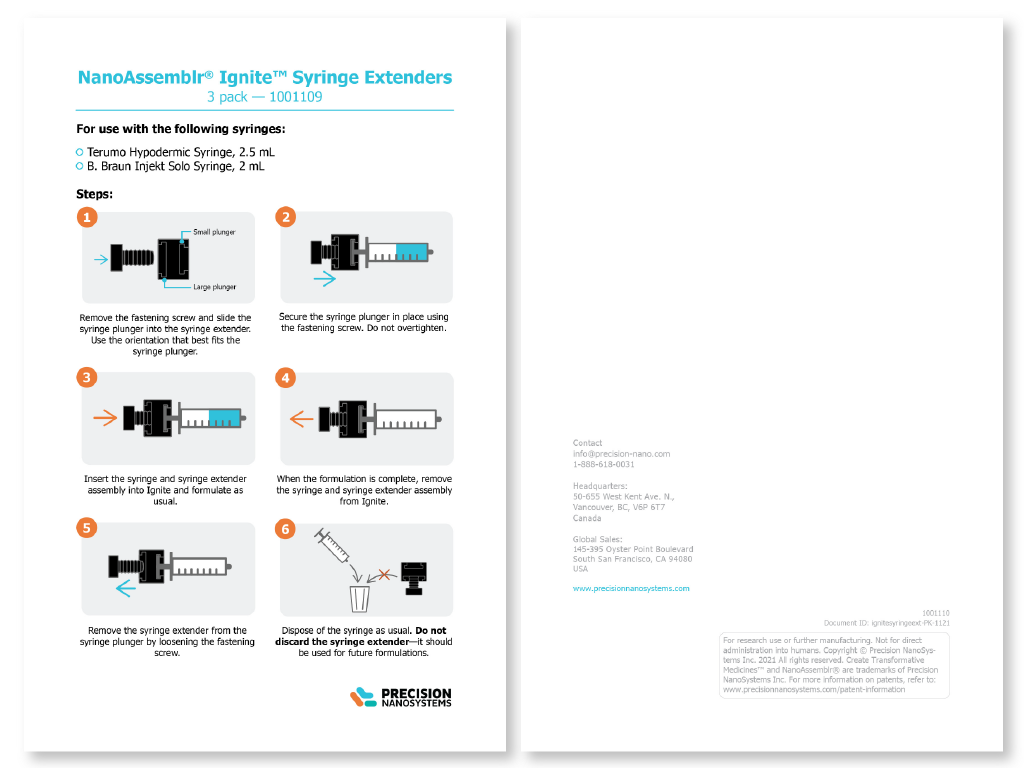 NanoAssemblr® Ignite™ Syringe Extenders
3 pack — 1001109
For use with the following syringes:
Terumo Hypodermic Syringe, 2.5 mL
B. Braun Injekt Solo Syringe, 2 mL
Steps:
1
Small plunger
Large plunger
Remove the fastening screw and slide the
syringe plunger into the syringe extender.
Use the orientation that best fits the
syringe plunger.
2
Secure the syringe plunger in place using
the fastening screw. Do not overtighten.
3
Insert the syringe and syringe extender
assembly into Ignite and formulate as
usual.
4
When the formulation is complete, remove
the syringe and syringe extender assembly
from Ignite.
5
Remove the syringe extender from the
syringe plunger by loosening the fastening
screw.
6
Dispose of the syringe as usual. Do not
discard the syringe extender—it should
be used for future formulations.
PRECISION
NANOSYSTEMS
Contact
info@precision-nano.com
1-888-618-0031
Headquarters:
50-655 West Kent Ave. N.,
Vancouver, BC, V6P 6T7
Canada
Global Sales:
145-395 Oyster Point Boulevard
South San Francisco, CA 94080
USA
www.precisionnanosystems.com
1001110
Document ID: ignitesyringeext-PK-1121
For research use or further manufacturing. Not for direct
administration into humans. Copyright © Precision NanoSys-
tems Inc. 2021 All rights reserved. Create Transformative
Medicines™ and NanoAssemblr® are trademarks of Precision
NanoSystems Inc. For more information on patents, refer to:
www.precisionnanosystems.com/patent-information